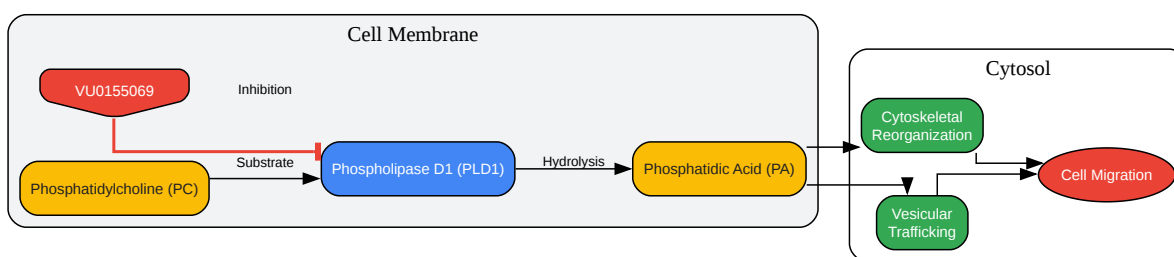 Cell Membrane
VU0155069
Inhibition
Substrate
Phosphatidylcholine (PC)
Phospholipase D1 (PLD1)
Hydrolysis
Phosphatidic Acid (PA)
Cytosol
Cytoskeletal
Reorganization
Vesicular
Trafficking
Cell Migration